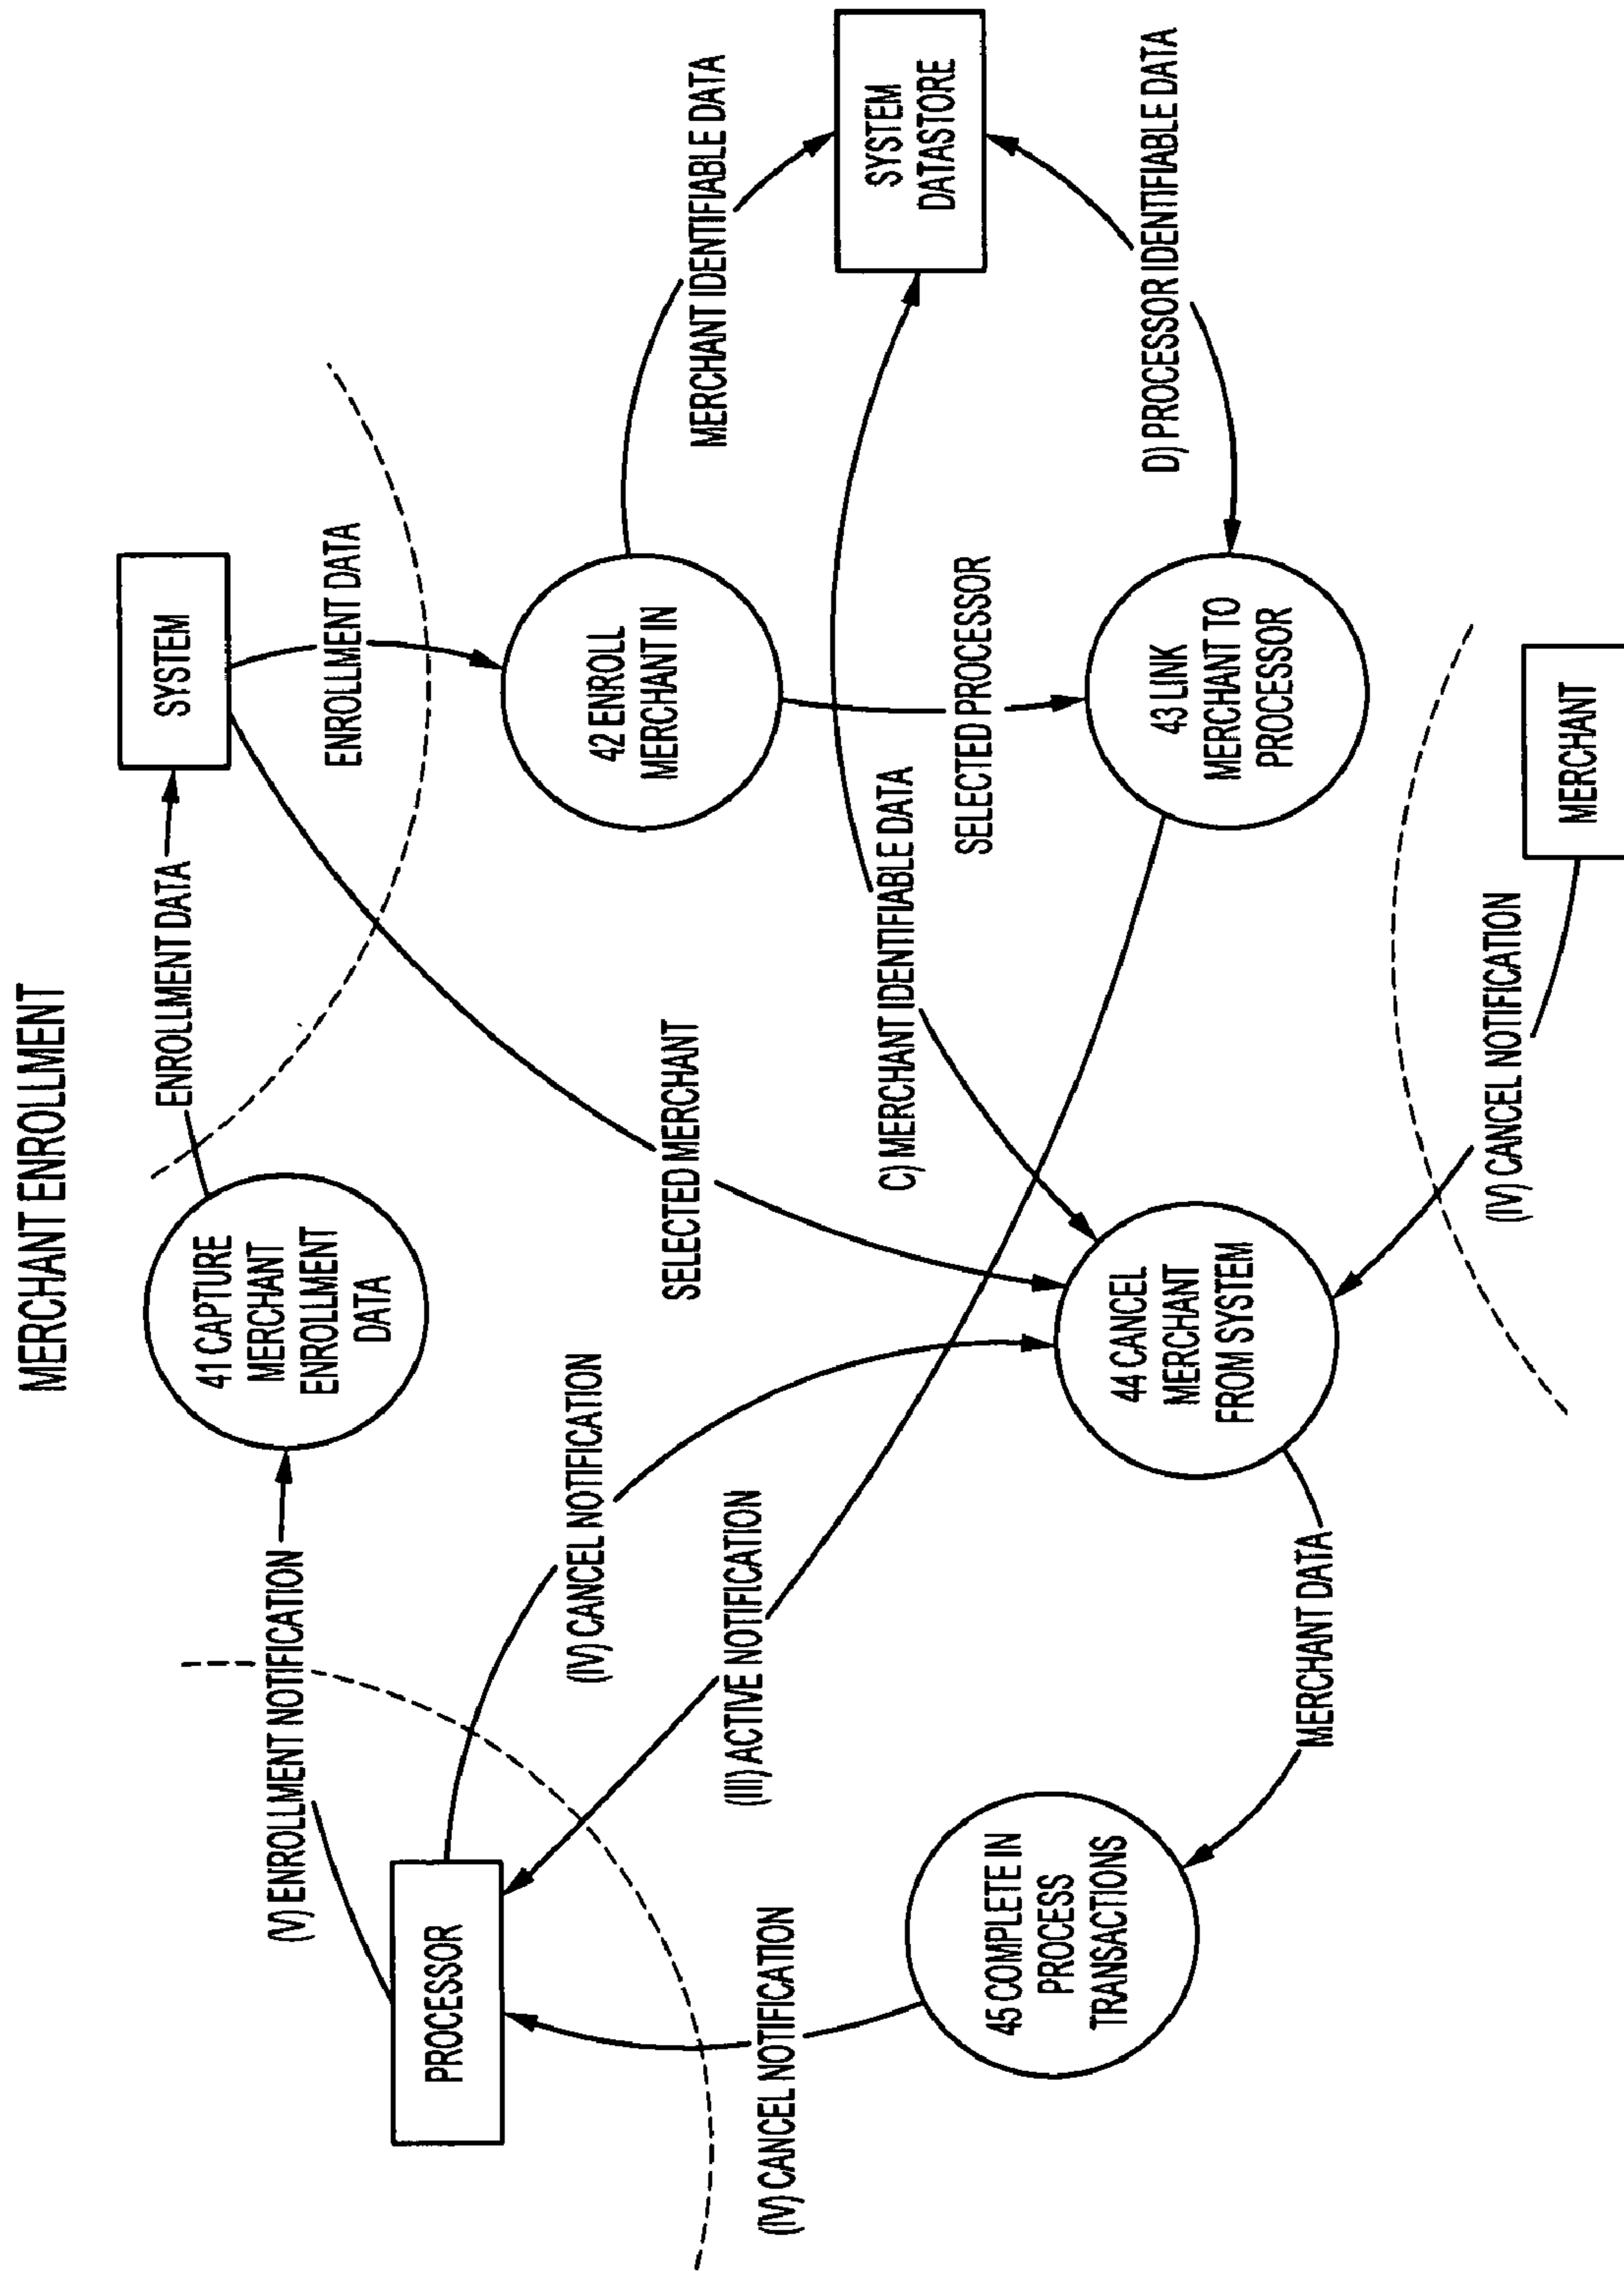 MERCHANT ENROLLMENT
(V) ENROLLMENT NOTIFICATION
41 CAPTURE
MERCHANT
ENROLLMENT
DATA
ENROLLMENT DATA
SYSTEM
ENROLLMENT DATA
PROCESSOR
(IV) CANCEL NOTIFICATION
SELECTED MERCHANT
42 ENROLL
MERCHANT IN
MERCHANT IDENTIFIABLE DATA
(III) ACTIVE NOTIFICATION
(IV) CANCEL NOTIFICATION
C) MERCHANT IDENTIFIABLE DATA
SYSTEM
DATASTORE
SELECTED PROCESSOR
45 COMPLETE IN
PROCESS
TRANSACTIONS
44 CANCEL
MERCHANT
FROM SYSTEM
43 LINK
MERCHANT TO
PROCESSOR
D) PROCESSOR IDENTIFIABLE DATA
MERCHANT DATA
(IV) CANCEL NOTIFICATION
MERCHANT